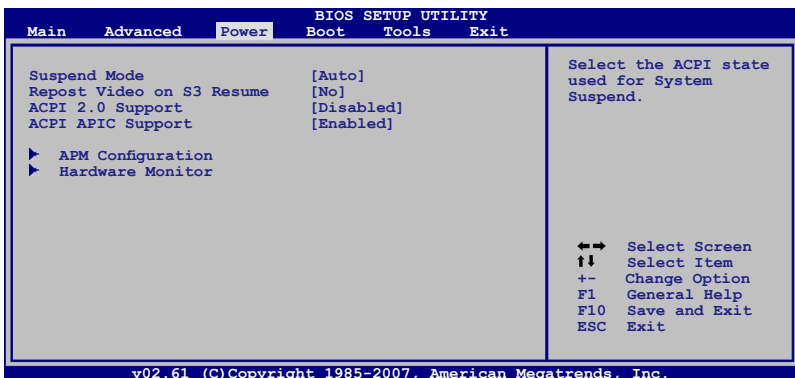 BIOS SETUP UTILITY
Main Advanced Power Boot Tools Exit
Suspend Mode [Auto]
Repost Video on S3 Resume [No]
ACPI 2.0 Support [Disabled]
ACPI APIC Support [Enabled]
APM Configuration
Hardware Monitor
Select the ACPI state
used for System
Suspend.
←→ Select Screen
↑↓ Select Item
+- Change Option
F1 General Help
F10 Save and Exit
ESC Exit
v02.61 (C)Copyright 1985-2007, American Megatrends, Inc.